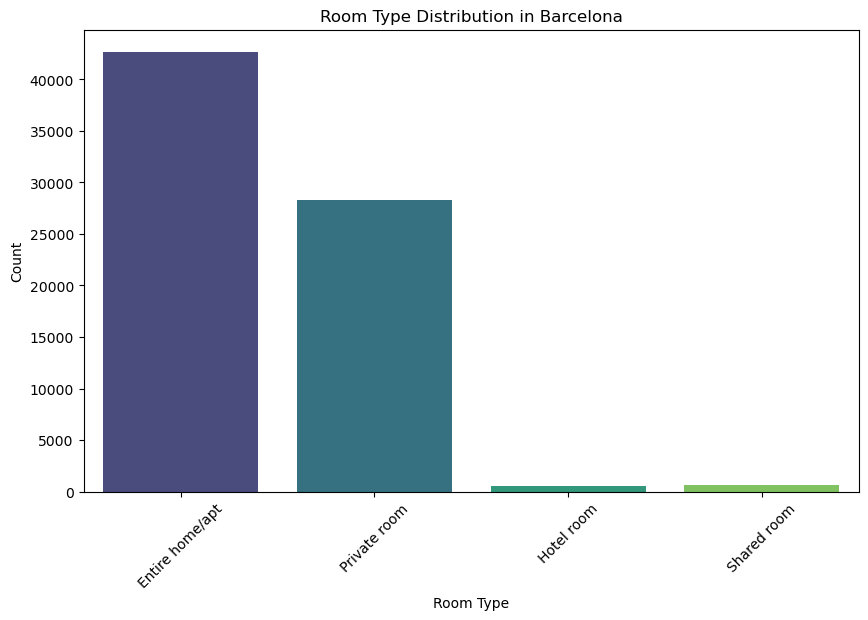 Room Type Distribution in Barcelona
40000
35000
30000
25000
20000
15000
10000
5000
0
Count
Entire home/apt
Private room
Hotel room
Shared room
Room Type